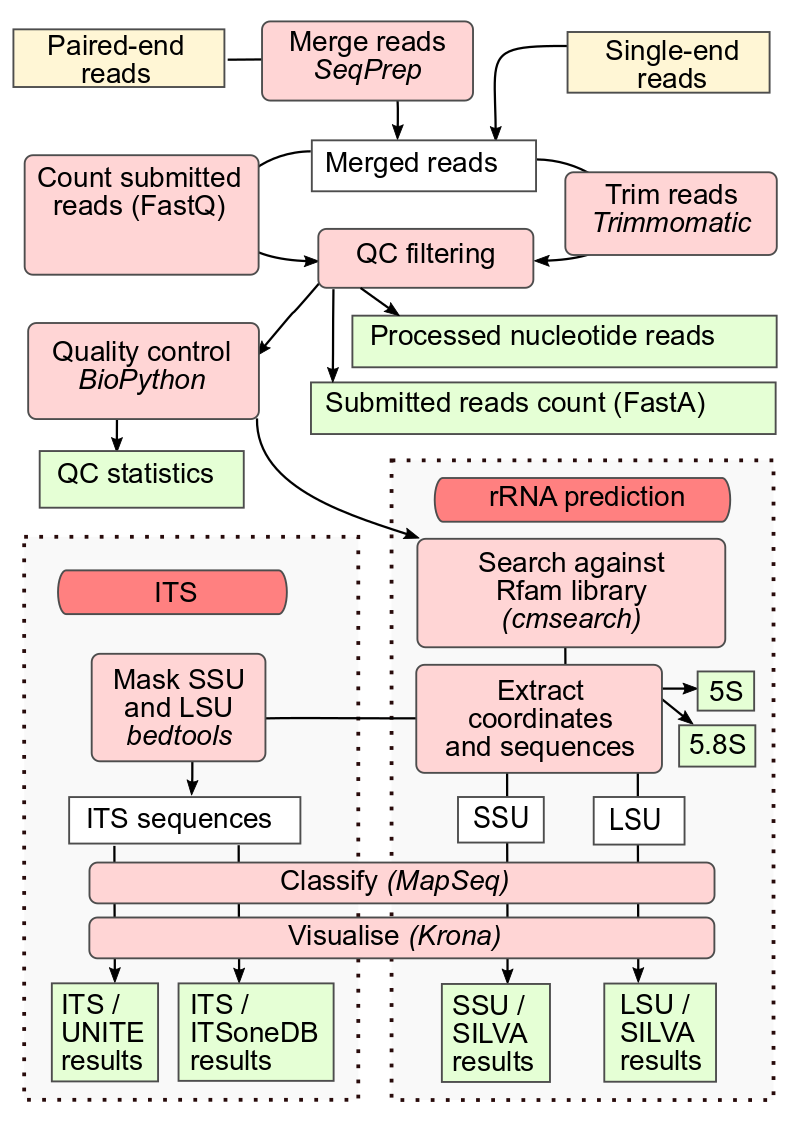 Paired-end
reads
Merge reads
SeqPrep
Single-end
reads
Merged reads
Count submitted
reads (FastQ)
Trim reads
Trimmomatic
QC filtering
Processed nucleotide reads
Quality control
BioPython
Submitted reads count (FastA)
QC statistics
rRNA prediction
Search against
Rfam library
(cmsearch)
ITS
Mask SSU
and LSU
bedtools
Extract
coordinates
and sequences
5S
5.8S
ITS sequences
SSU
LSU
Classify (MapSeq)
Visualise (Krona)
ITS /
UNITE
results
ITS /
ITSoneDB
results
SSU /
SILVA
results
LSU /
SILVA
results